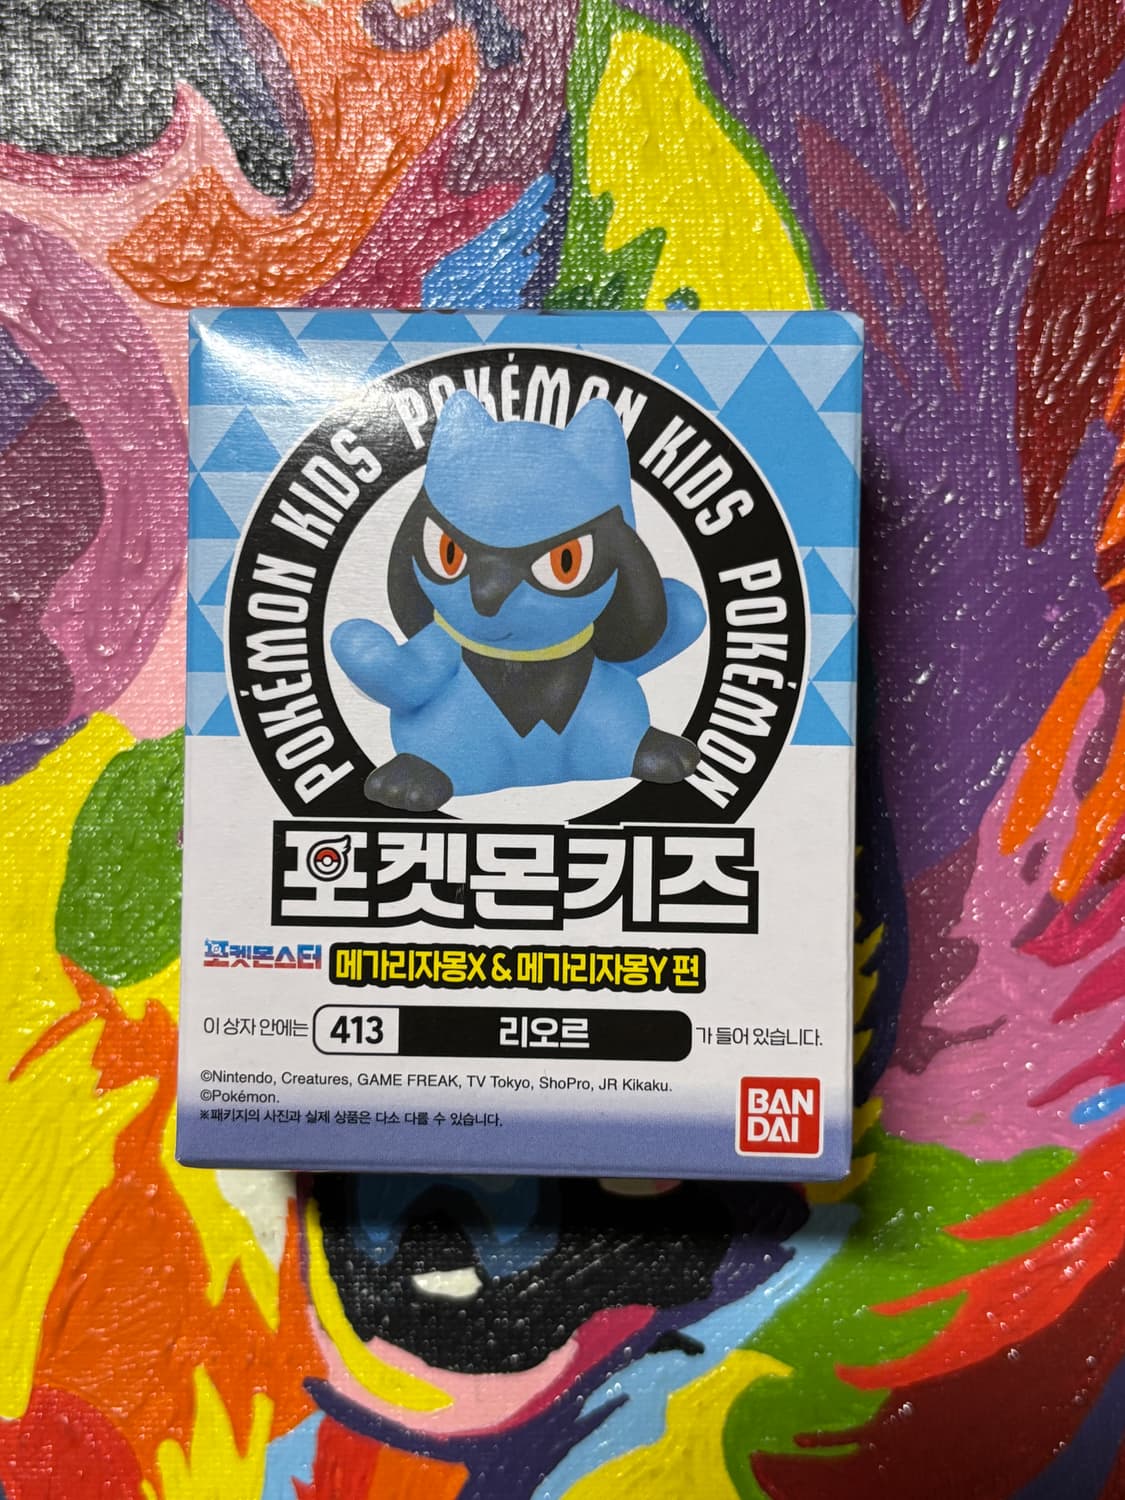 POKÉMON KIDS POKÉMON KIDS POKÉMON
포켓몬키즈
포켓몬스터 메가리자몽X & 메가리자몽Y 편
이 상자 안에는 413 리오르 가 들어 있습니다.
©Nintendo, Creatures, GAME FREAK, TV Tokyo, ShoPro, JR Kikaku.
©Pokémon.
※패키지의 사진과 실제 상품은 다소 다를 수 있습니다.
BAN
DAI